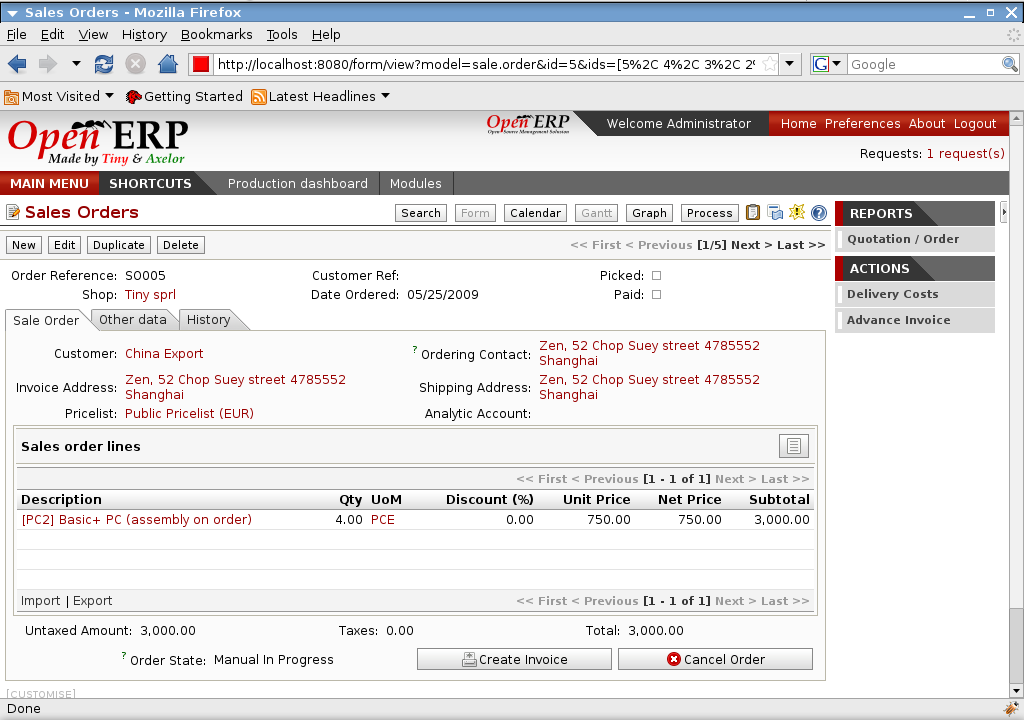 Sales Orders - Mozilla Firefox
File Edit View History Bookmarks Tools Help
http://localhost:8080/form/view?model=sale.order&id=5&ids=[5%2C 4%2C 3%2C 2
G Google
Most Visited Getting Started Latest Headlines
Open ERP
Made by Tiny & Axelor
Open ERP
Open Source Management Solution
Welcome Administrator Home Preferences About Logout
Requests: 1 request(s)
MAIN MENU SHORTCUTS Production dashboard Modules
Sales Orders Search Form Calendar Gantt Graph Process
New Edit Duplicate Delete << First < Previous [1/5] Next > Last >>
Order Reference: SO005 Customer Ref: Picked:
Shop: Tiny sprl Date Ordered: 05/25/2009 Paid:
Sale Order Other data History
Customer: China Export ? Ordering Contact: Zen, 52 Chop Suey street 4785552
Shanghai
Invoice Address: Zen, 52 Chop Suey street 4785552
Shanghai
Shipping Address: Zen, 52 Chop Suey street 4785552
Shanghai
Pricelist: Public Pricelist (EUR) Analytic Account:
Sales order lines
<< First < Previous [1 - 1 of 1] Next > Last >>
Description Qty UoM Discount (%) Unit Price Net Price Subtotal
[PC2] Basic+ PC (assembly on order) 4.00 PCE 0.00 750.00 750.00 3,000.00
Import | Export << First < Previous [1 - 1 of 1] Next > Last >>
Untaxed Amount: 3,000.00 Taxes: 0.00 Total: 3,000.00
? Order State: Manual In Progress Create Invoice Cancel Order
[CUSTOMISE]
REPORTS
Quotation / Order
ACTIONS
Delivery Costs
Advance Invoice
Done